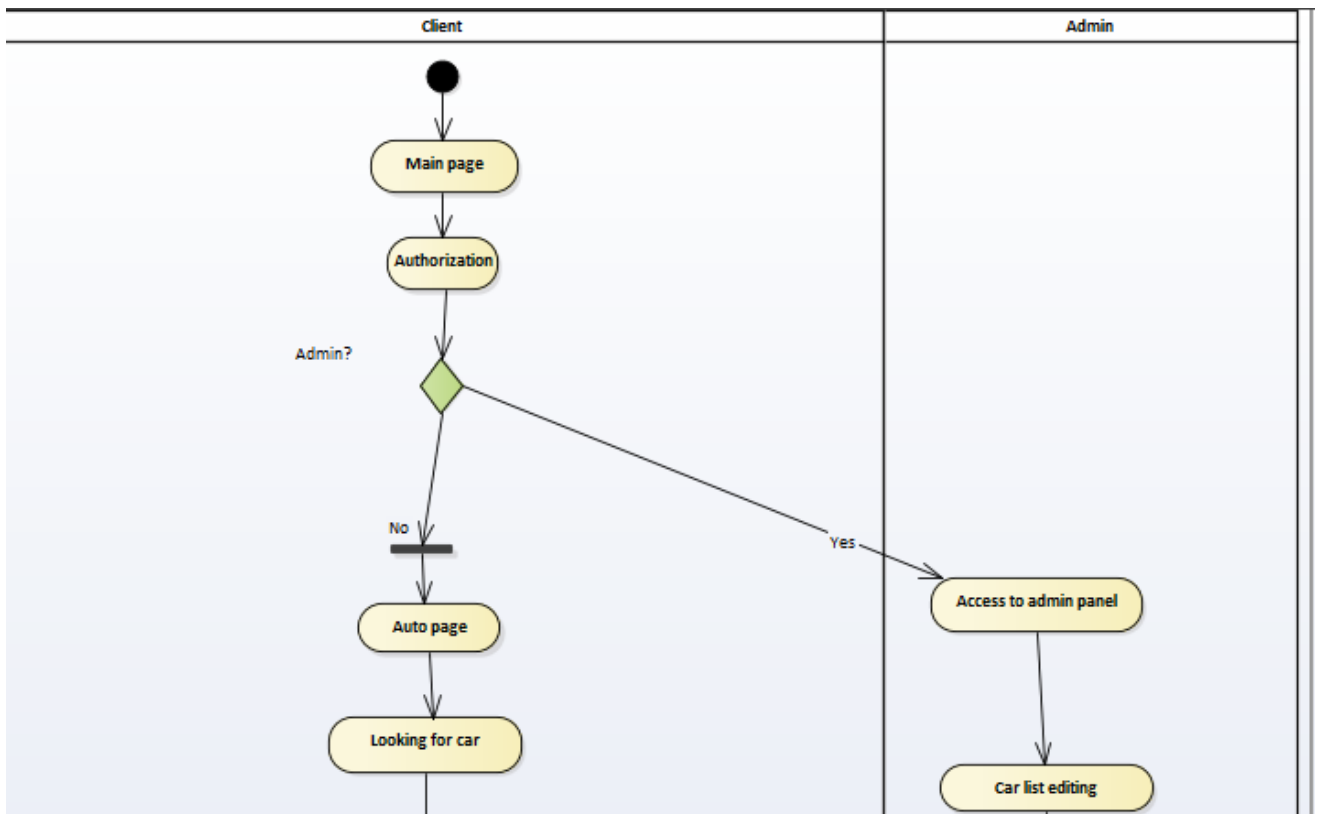 Client
Admin
Main page
Authorization
Admin?
No
Yes
Access to admin panel
Auto page
Looking for car
Car list editing